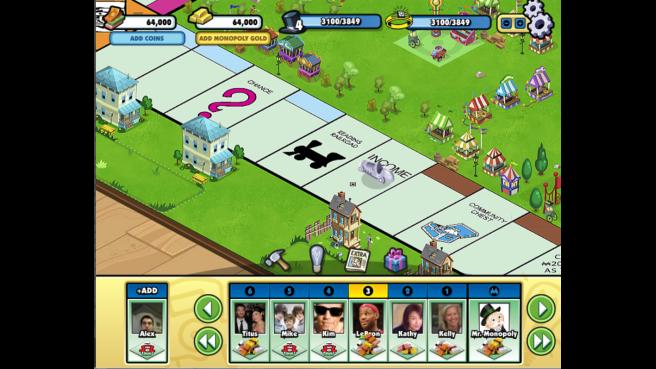 64,000
64,000
4
3100/3849
3100/3849
ADD COINS
ADD MONOPOLY GOLD
CHANCE
READING
RAILROAD
INCOME
COMMUNITY
CHEST
EXTRA
+ADD
6
5
4
3
2
1
Alex
Titus
Mike
Kim
LeBron
Kathy
Kelly
Mr. Monopoly